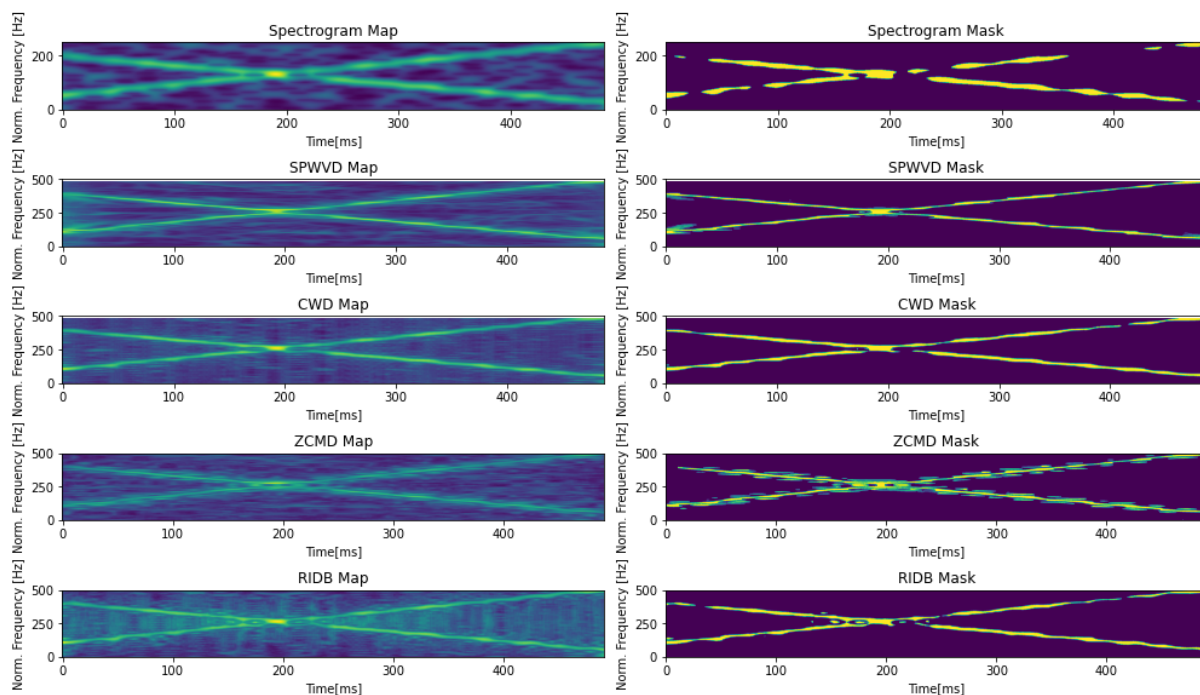 Spectrogram Map
Norm. Frequency [Hz]
200
0
0 100 200 300 400
Time[ms]
Spectrogram Mask
Norm. Frequency [Hz]
200
0
0 100 200 300 400
Time[ms]
SPWVD Map
Norm. Frequency [Hz]
500
250
0
0 100 200 300 400
Time[ms]
SPWVD Mask
Norm. Frequency [Hz]
500
250
0
0 100 200 300 400
Time[ms]
CWD Map
Norm. Frequency [Hz]
500
250
0
0 100 200 300 400
Time[ms]
CWD Mask
Norm. Frequency [Hz]
500
250
0
0 100 200 300 400
Time[ms]
ZCMD Map
Norm. Frequency [Hz]
500
250
0
0 100 200 300 400
Time[ms]
ZCMD Mask
Norm. Frequency [Hz]
500
250
0
0 100 200 300 400
Time[ms]
RIDB Map
Norm. Frequency [Hz]
500
250
0
0 100 200 300 400
Time[ms]
RIDB Mask
Norm. Frequency [Hz]
500
250
0
0 100 200 300 400
Time[ms]